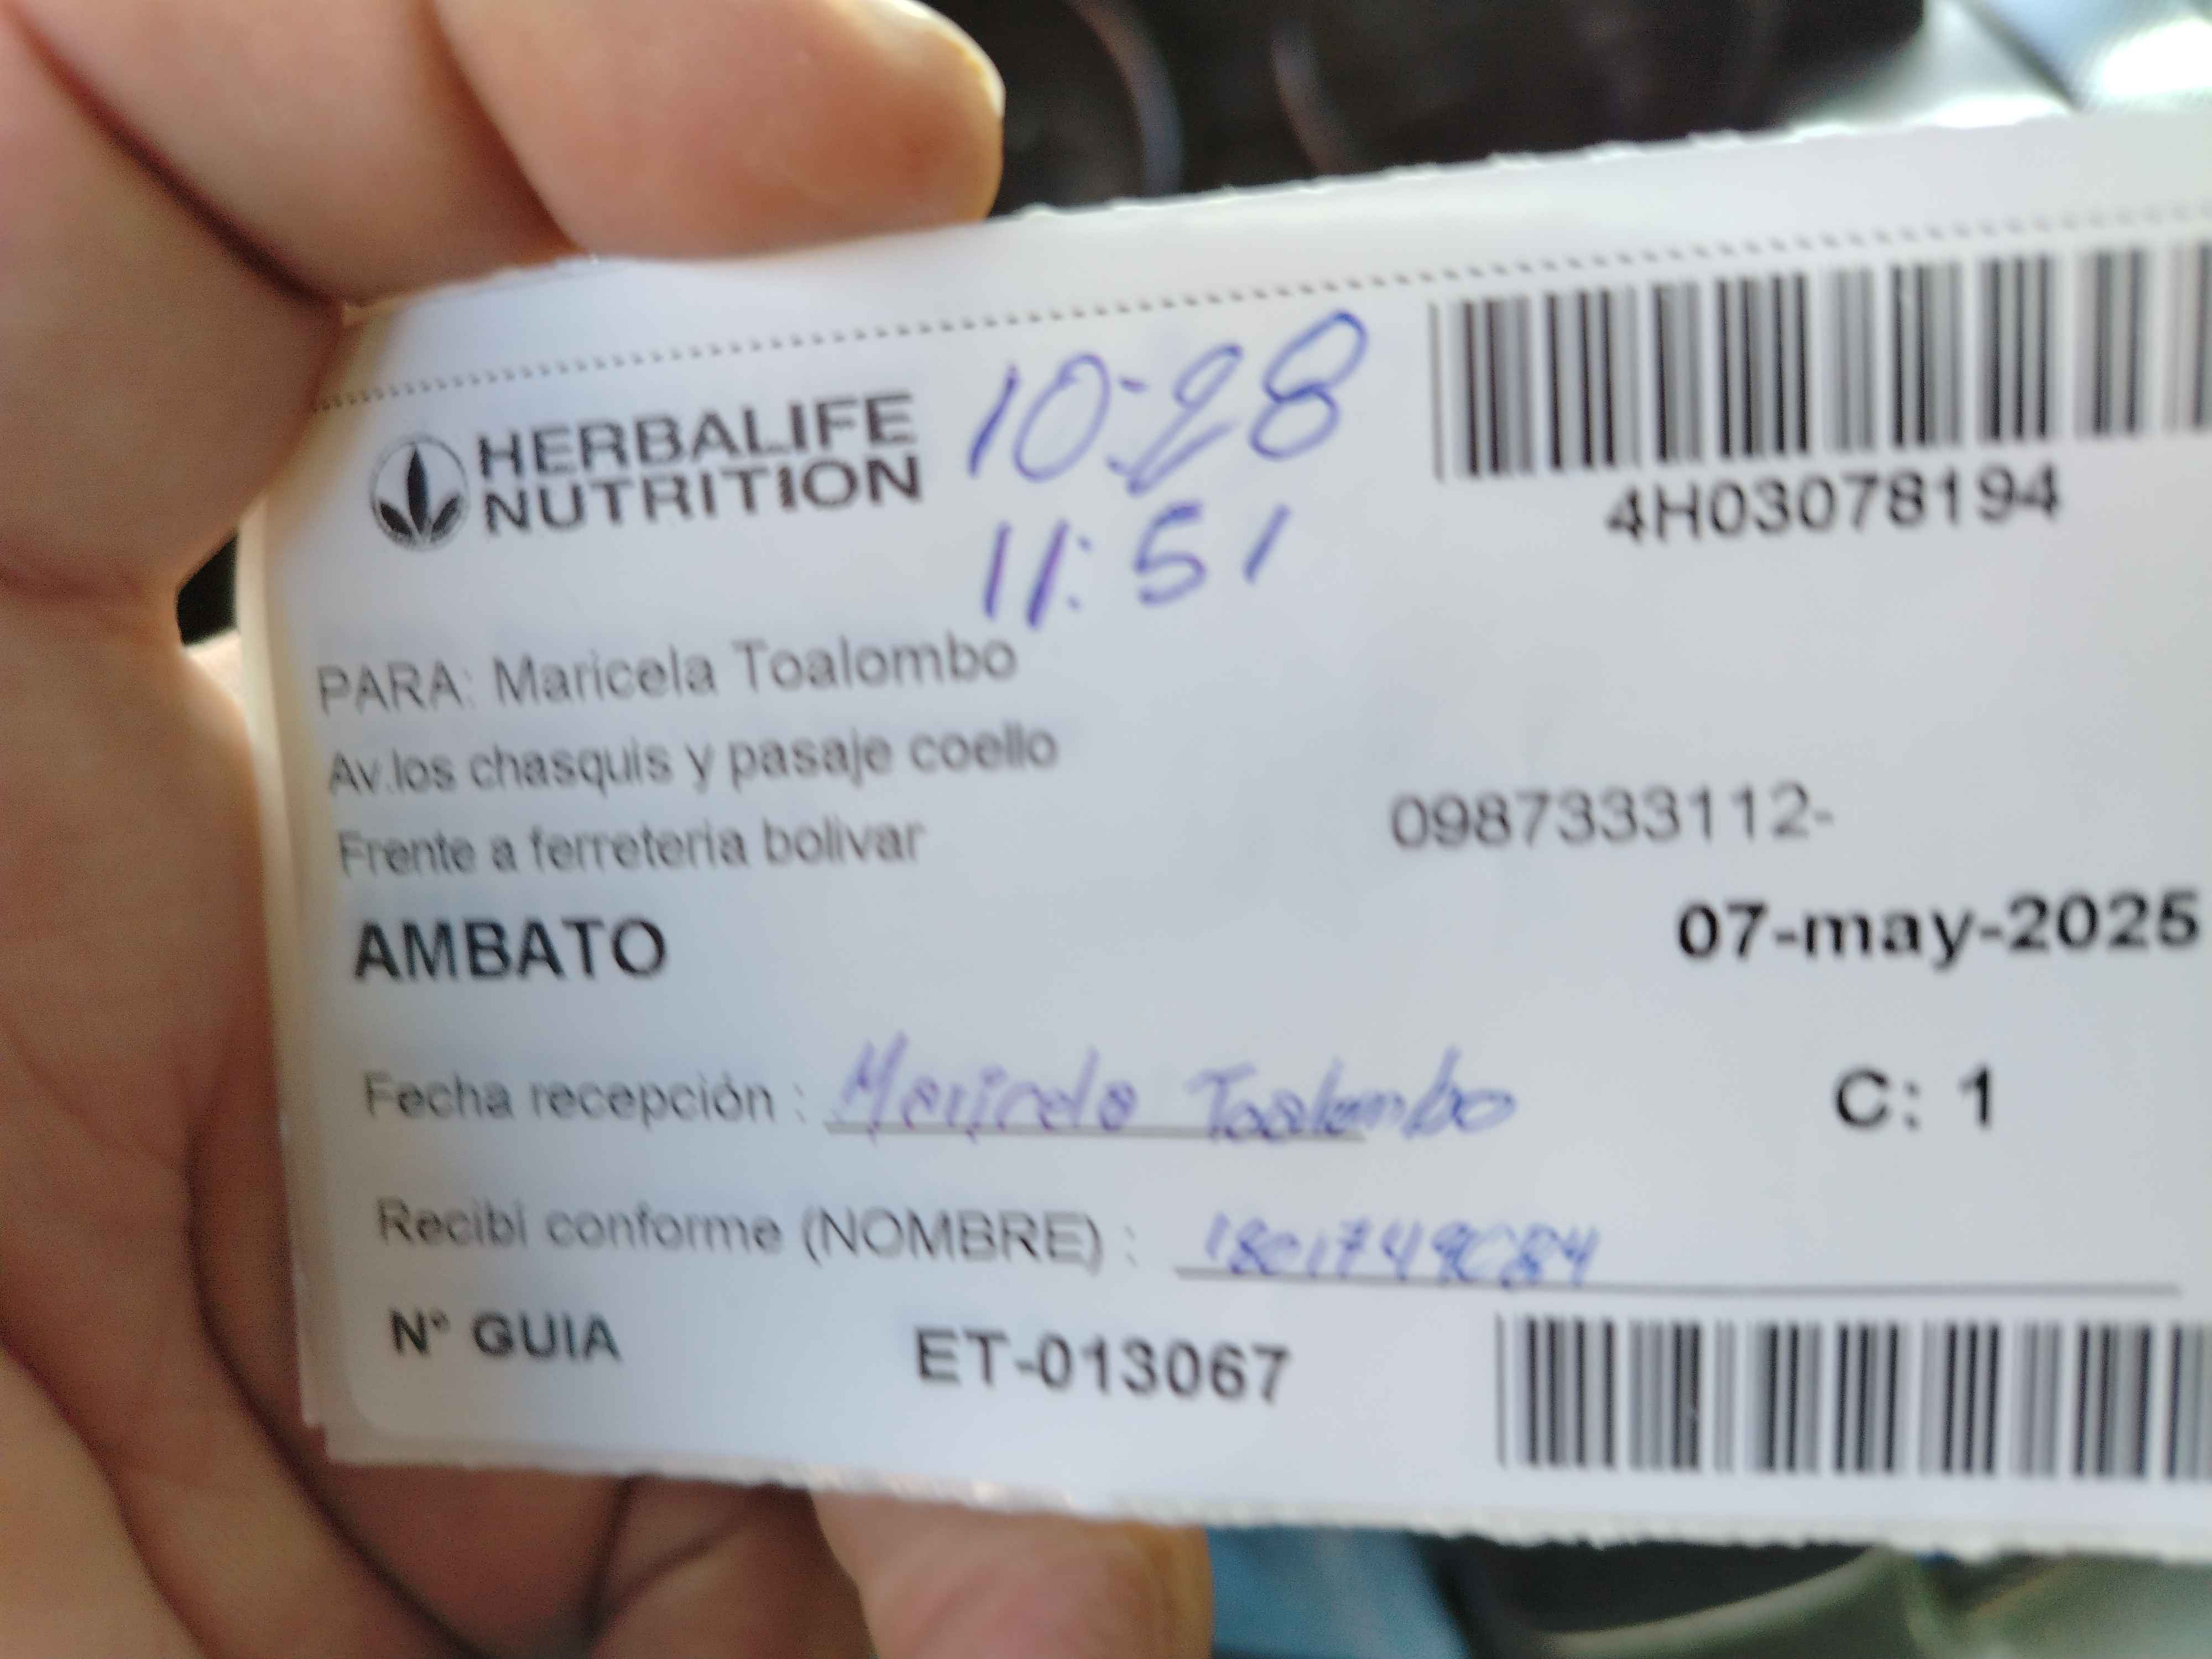 HERBALIFE
NUTRITION
10:28
11:51
4H03078194
PARA: Maricela Toalombo
Av.los chasquis y pasaje coello
Frente a ferreteria bolivar
0987333112-
AMBATO
07-may-2025
Fecha recepción : Maricela Toalombo
C: 1
Recibí conforme (NOMBRE) :
N° GUIA ET-013067